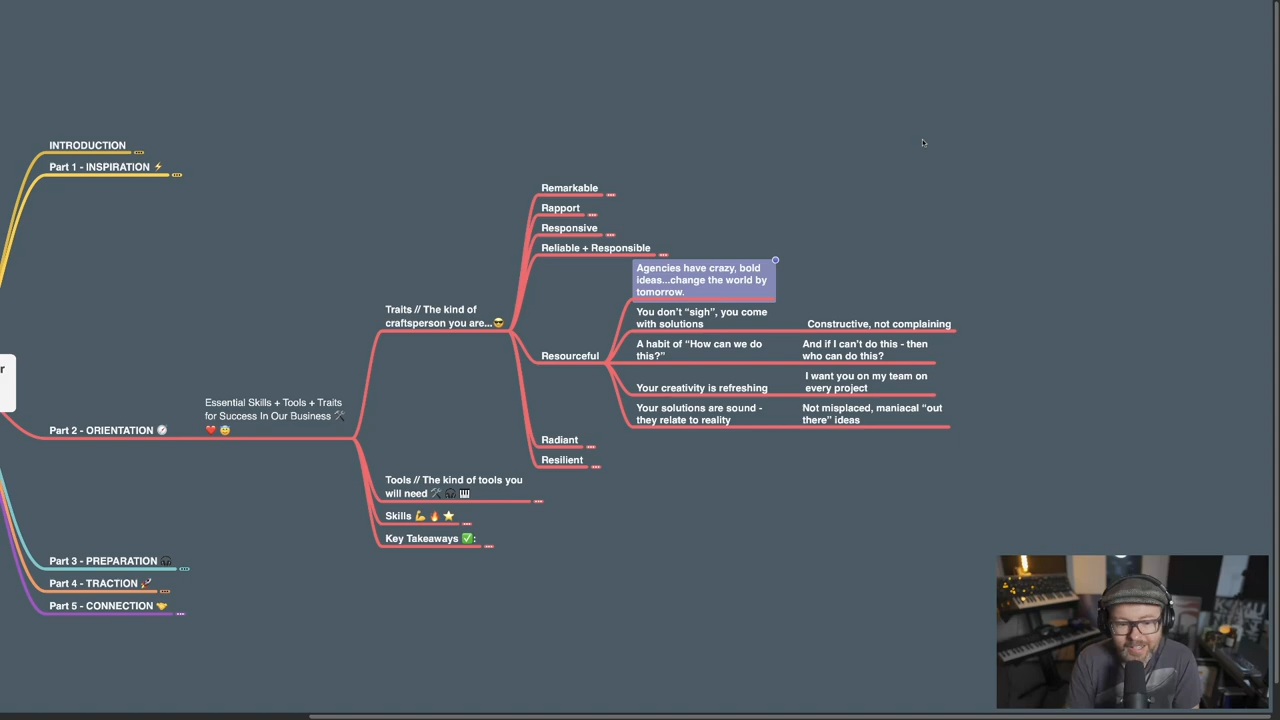 INTRODUCTION
Part 1 - INSPIRATION ⚡
r
Part 2 - ORIENTATION 🧭
Essential Skills + Tools + Traits
for Success In Our Business 🛠
❤️ 😇
Traits // The kind of
craftsperson you are...😎
Remarkable
Rapport
Responsive
Reliable + Responsible
Resourceful
Agencies have crazy, bold
ideas...change the world by
tomorrow.
You don't “sigh”, you come
with solutions
Constructive, not complaining
A habit of “How can we do
this?”
And if I can't do this - then
who can do this?
Your creativity is refreshing
I want you on my team on
every project
Your solutions are sound -
they relate to reality
Not misplaced, maniacal “out
there” ideas
Radiant
Resilient
Tools // The kind of tools you
will need 🛠 🎧 🎹
Skills 💪 🔥 ⭐
Key Takeaways ✅:
Part 3 - PREPARATION 🎧
Part 4 - TRACTION 🚀
Part 5 - CONNECTION 🤝